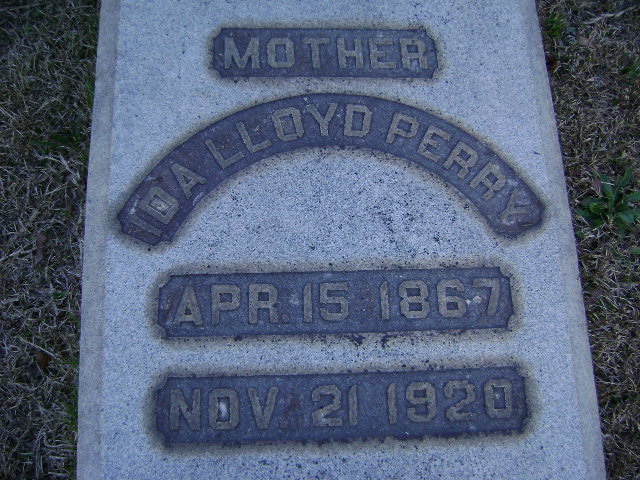 MOTHER
IDA LLOYD PERRY
APR. 15 1867
NOV. 21 1920